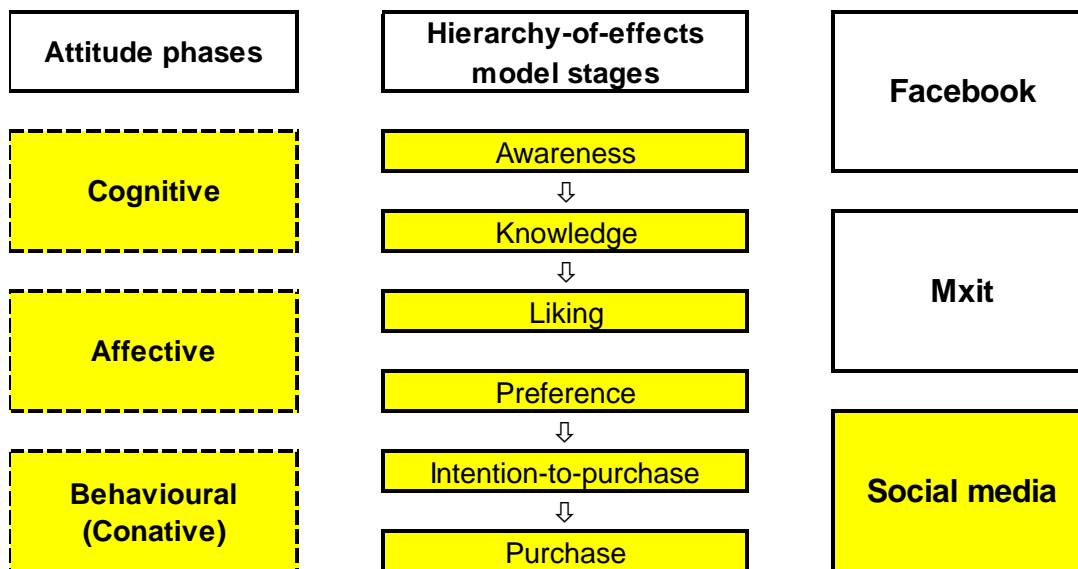 Attitude phases
Cognitive
Affective
Behavioural
(Conative)
Hierarchy-of-effects
model stages
Awareness
⇩
Knowledge
⇩
Liking
Preference
⇩
Intention-to-purchase
⇩
Purchase
Facebook
Mxit
Social media